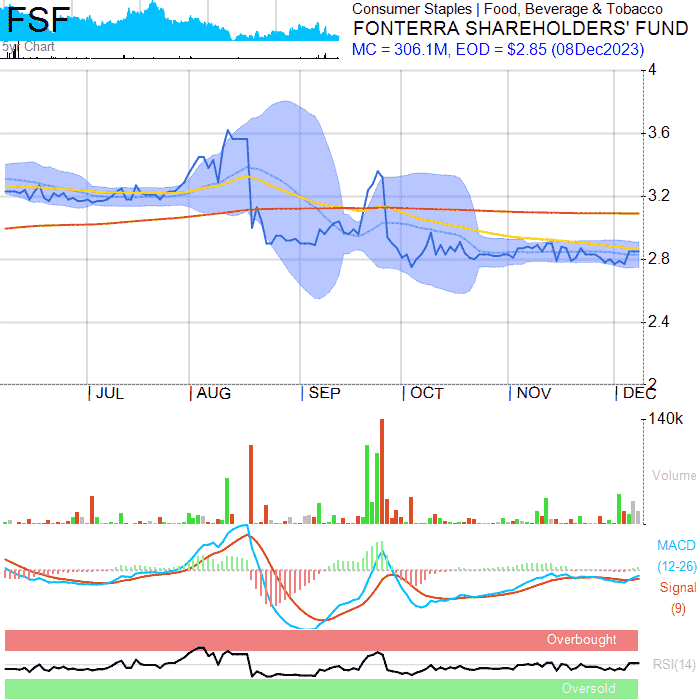 FSF
Consumer Staples | Food, Beverage & Tobacco
FONTERRA SHAREHOLDERS' FUND
MC = 306.1M, EOD = $2.85 (08Dec2023)
5yr Chart
4
3.6
3.2
2.8
2.4
2
JUL AUG SEP OCT NOV DEC
140k
Volume
MACD
(12-26)
Signal
(9)
Overbought
RSI(14)
Oversold